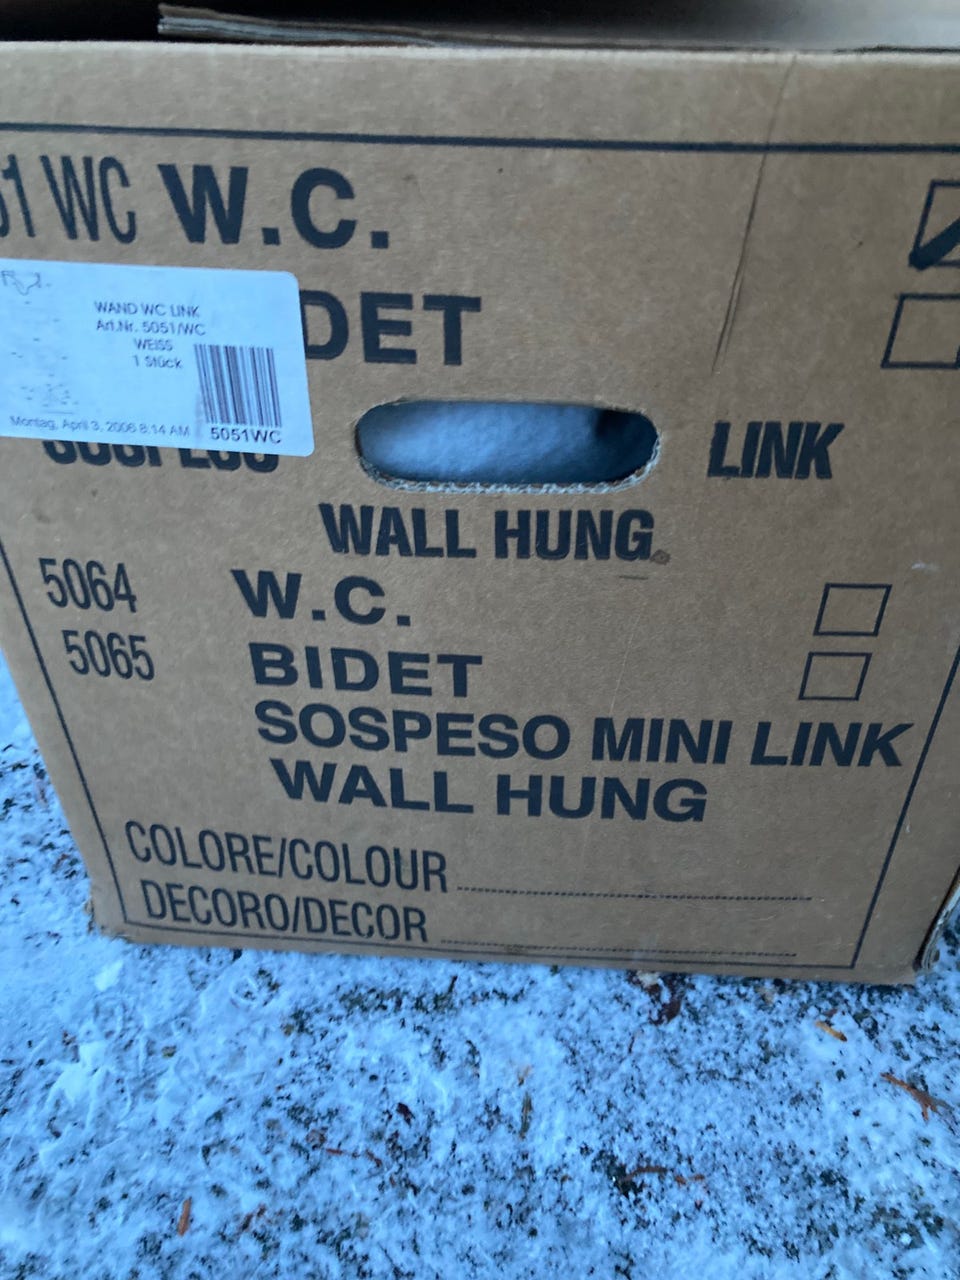 51 WC W.C.
WAND WC LINK
Art.Nr. 5051/WC
WEISS
1 Stück
Montag, April 3, 2006 8:14 AM
5051WC
DET
LINK
WALL HUNG
5064 W.C.
5065 BIDET
SOSPESO MINI LINK
WALL HUNG
COLORE/COLOUR
DECORO/DECOR